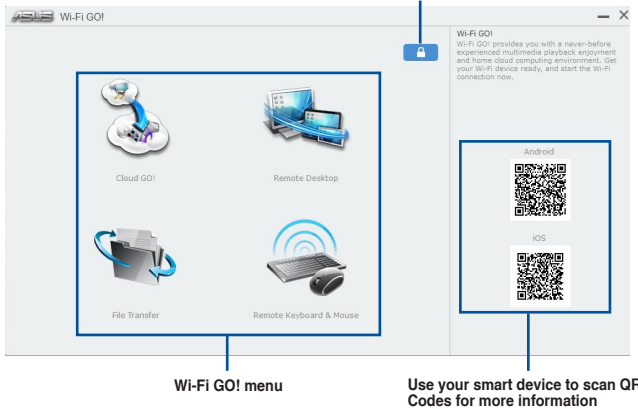 ASUS Wi-Fi GO!
Wi-Fi GO!
Wi-Fi GO! provides you with a never-before
experienced multimedia playback enjoyment
and home cloud computing environment. Get
your Wi-Fi device ready, and start the Wi-Fi
connection now.
Cloud GO!
Remote Desktop
Android
iOS
File Transfer
Remote Keyboard & Mouse
Wi-Fi GO! menu
Use your smart device to scan QR
Codes for more information